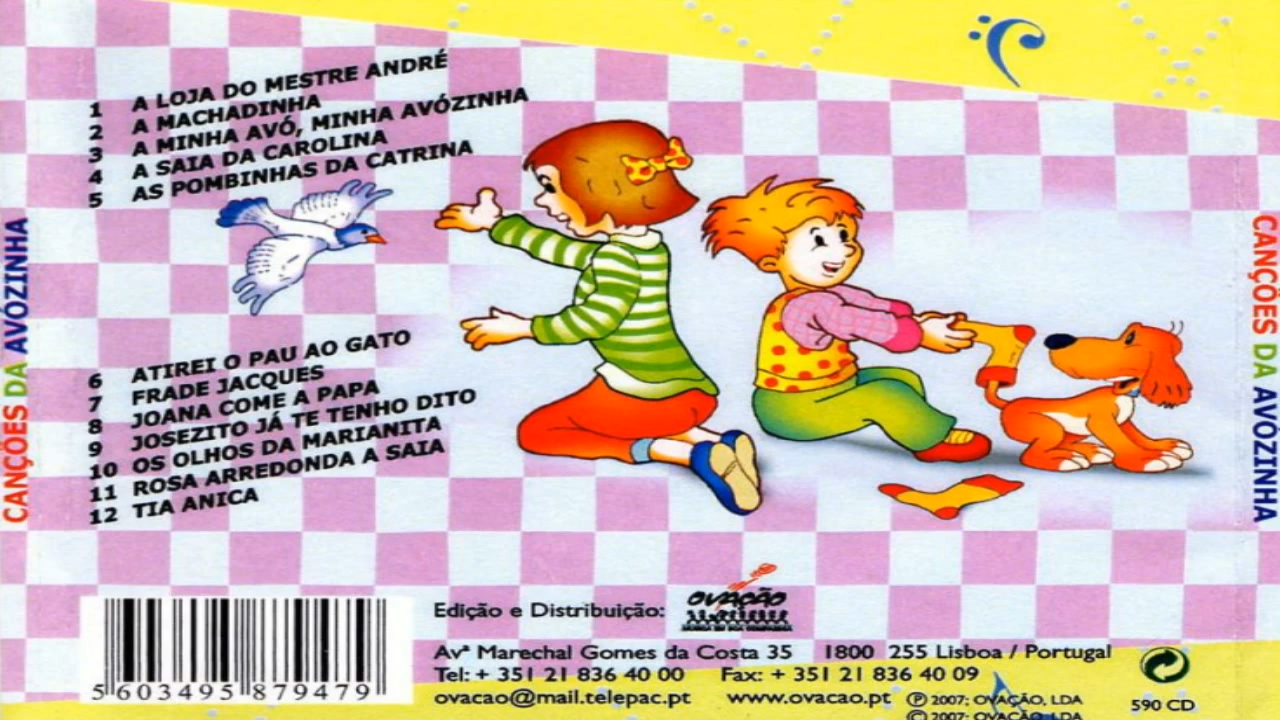 1 A LOJA DO MESTRE ANDRÉ
2 A MACHADINHA
3 A MINHA AVÓ, MINHA AVÓZINHA
4 A SAIA DA CAROLINA
5 AS POMBINHAS DA CATRINA
6 ATIREI O PAU AO GATO
7 FRADE JACQUES
8 JOANA COME A PAPA
9 JOSEZITO JÁ TE TENHO DITO
10 OS OLHOS DA MARIANITA
11 ROSA ARREDONDA A SAIA
12 TIA ANICA
CANÇÕES DA AVÓZINHA
CANÇÕES DA AVÓZINHA
5 603495 879479
Edição e Distribuição:
OVAÇÃO
Avª Marechal Gomes da Costa 35 1800 255 Lisboa / Portugal
Tel: + 351 21 836 40 00 Fax: + 351 21 836 40 09
ovacao@mail.telepac.pt www.ovacao.pt Ⓟ 2007; OVAÇÃO, LDA
© 2007; OVAÇÃO, LDA
590 CD